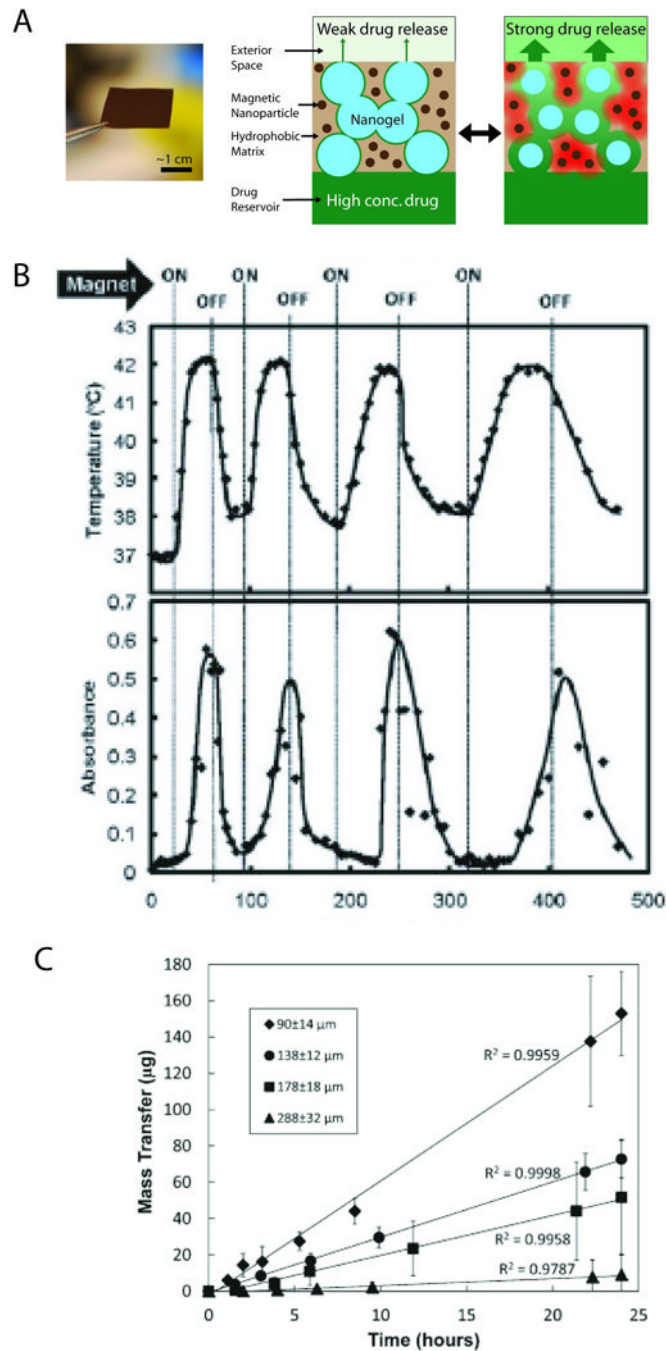 A
~1 cm
Exterior
Space
Magnetic
Nanoparticle
Hydrophobic
Matrix
Drug
Reservoir
Weak drug release
Nanogel
High conc. drug
Strong drug release
B
Magnet
ON
OFF
ON
OFF
ON
OFF
ON
OFF
43
42
41
40
39
38
37
Temperature (°C)
0.7
0.6
0.5
0.4
0.3
0.2
0.1
0
Absorbance
0 100 200 300 400 500
C
180
160
140
120
100
80
60
40
20
0
Mass Transfer (µg)
90±14 µm
138±12 µm
178±18 µm
288±32 µm
R² = 0.9959
R² = 0.9998
R² = 0.9958
R² = 0.9787
0 5 10 15 20 25
Time (hours)